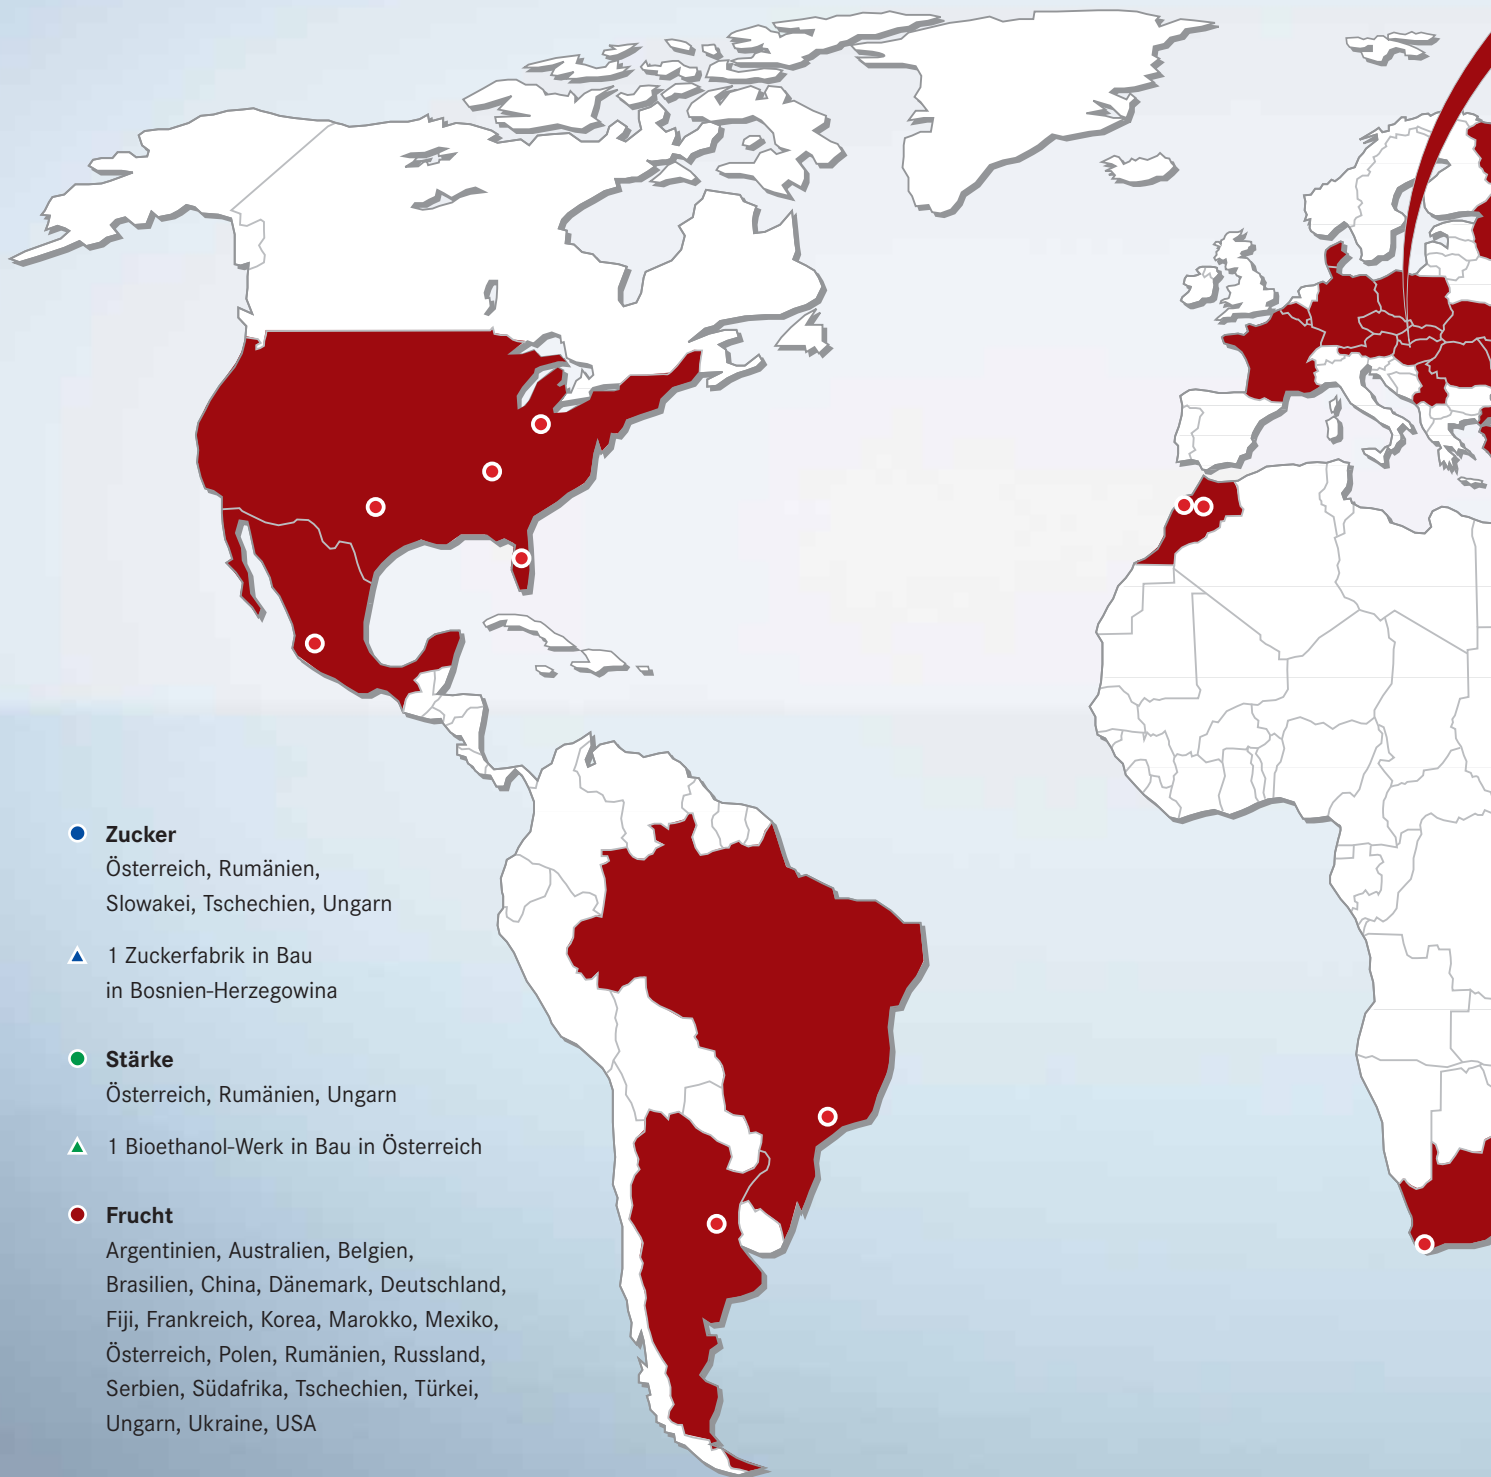 Zucker
Österreich, Rumänien,
Slowakei, Tschechien, Ungarn
1 Zuckerfabrik in Bau
in Bosnien-Herzegowina
Stärke
Österreich, Rumänien, Ungarn
1 Bioethanol-Werk in Bau in Österreich
Frucht
Argentinien, Australien, Belgien,
Brasilien, China, Dänemark, Deutschland,
Fiji, Frankreich, Korea, Marokko, Mexiko,
Österreich, Polen, Rumänien, Russland,
Serbien, Südafrika, Tschechien, Türkei,
Ungarn, Ukraine, USA